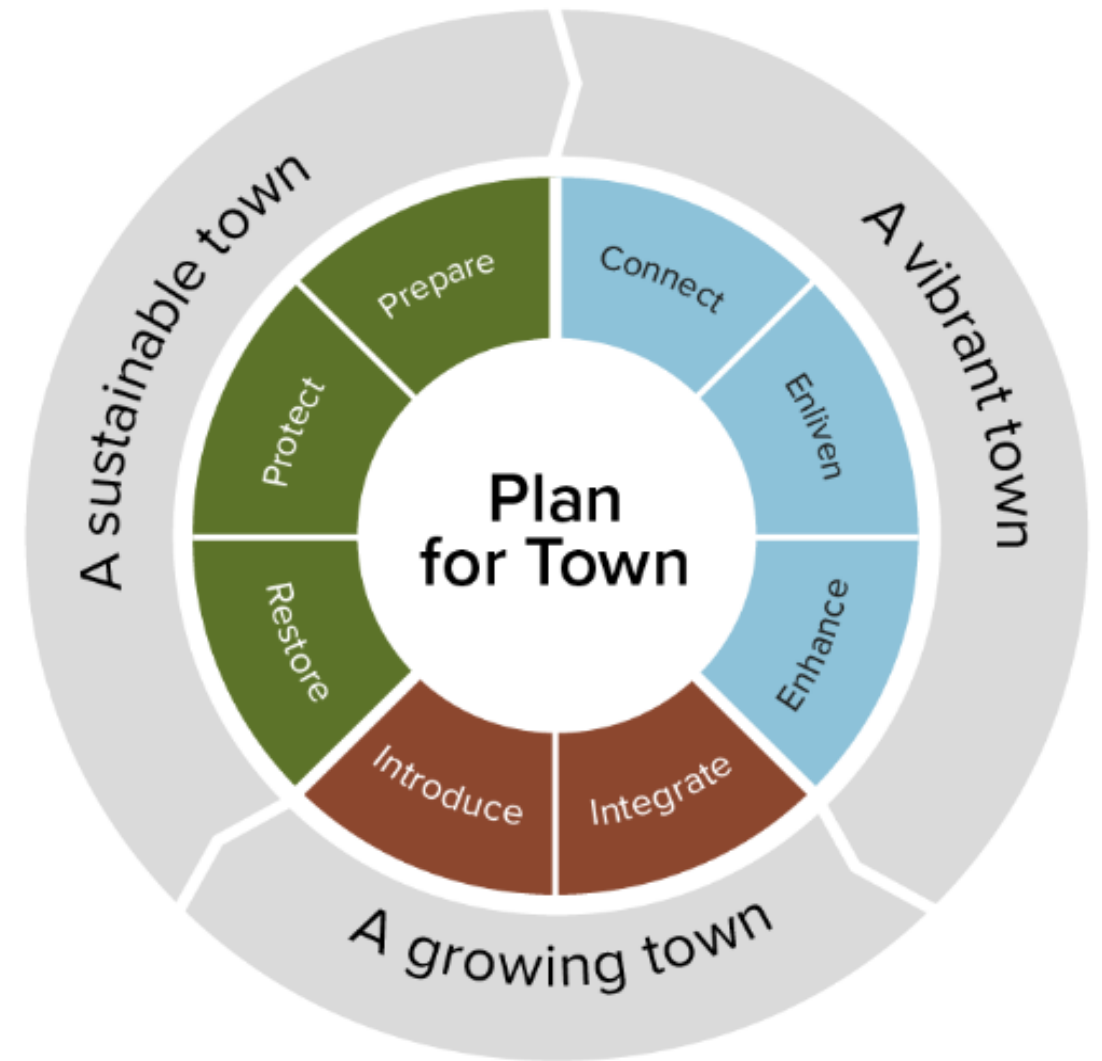 Plan
for Town
A vibrant town
Connect
Enliven
Enhance
A growing town
Integrate
Introduce
A sustainable town
Restore
Protect
Prepare